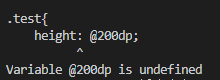 .test{
    height: @200dp;
            ^
Variable @200dp is undefined